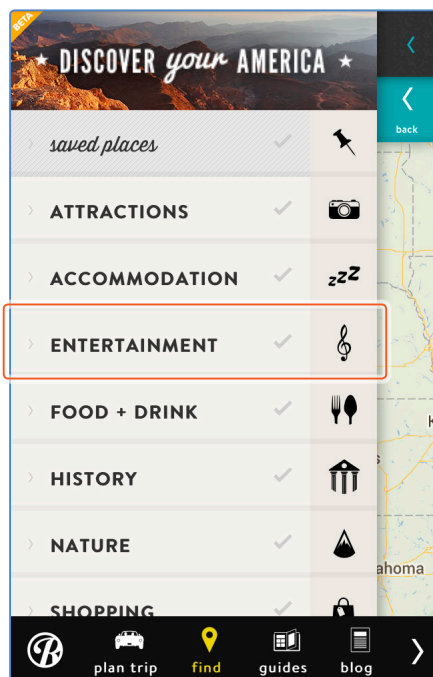 BETA
DISCOVER your AMERICA
back
saved places
ATTRACTIONS
ACCOMMODATION
zzZ
ENTERTAINMENT
FOOD + DRINK
HISTORY
NATURE
ahoma
SHOPPING
plan trip
find
guides
blog